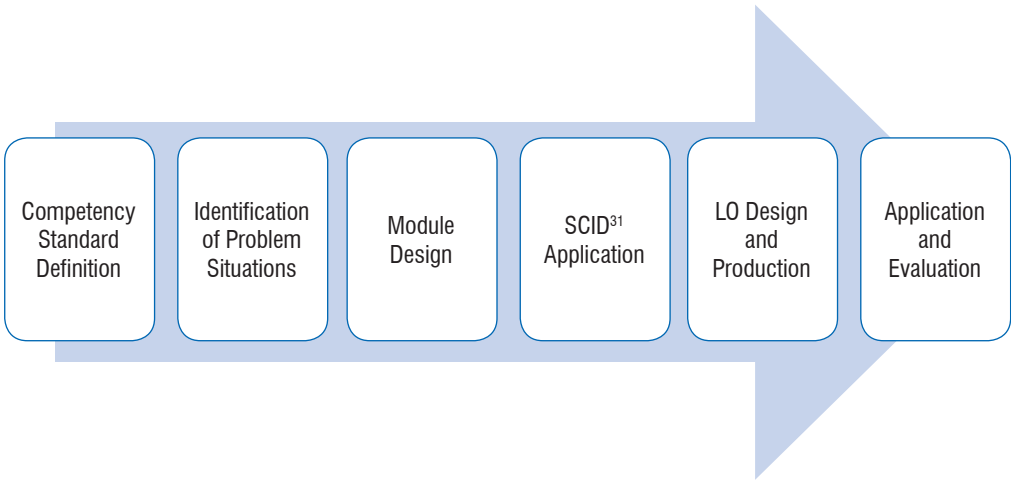 Competency
Standard
Definition
Identification
of Problem
Situations
Module
Design
SCID³¹
Application
LO Design
and
Production
Application
and
Evaluation